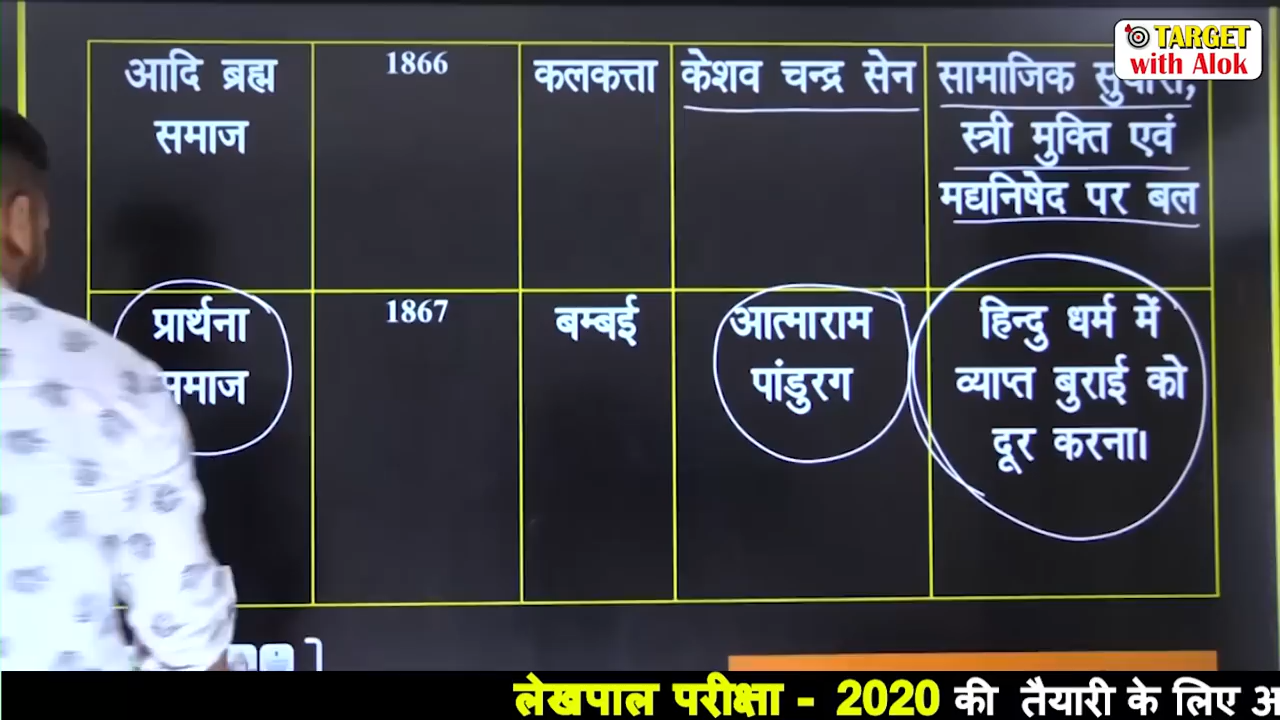 TARGET
with Alok
आदि ब्रह्म
समाज
1866
कलकत्ता
केशव चन्द्र सेन
सामाजिक
स्त्री मुक्ति एवं
मद्यनिषेद पर बल
प्रार्थना
समाज
1867
बम्बई
आत्माराम
पांडुरग
हिन्दु धर्म में
व्याप्त बुराई को
दूर करना।
लेखपाल परीक्षा - 2020 की तैयारी के लिए